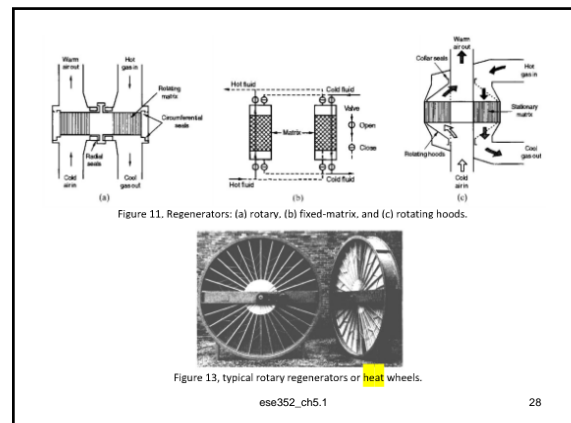 Warm
air out
Hot
gas in
Rotating
matrix
Circumferential
seals
Radial
seals
Cold
air in
Cool
gas out
(a)
Hot fluid
Cold fluid
Valve
Open
Close
Matrix
Hot fluid
Cold fluid
(b)
Warm
air out
Collar seals
Hot
gas in
Stationary
matrix
Rotating hoods
Cool
gas out
Cold
air in
(c)
Figure 11. Regenerators: (a) rotary, (b) fixed-matrix, and (c) rotating hoods.
Figure 13, typical rotary regenerators or heat wheels.
ese352_ch5.1
28